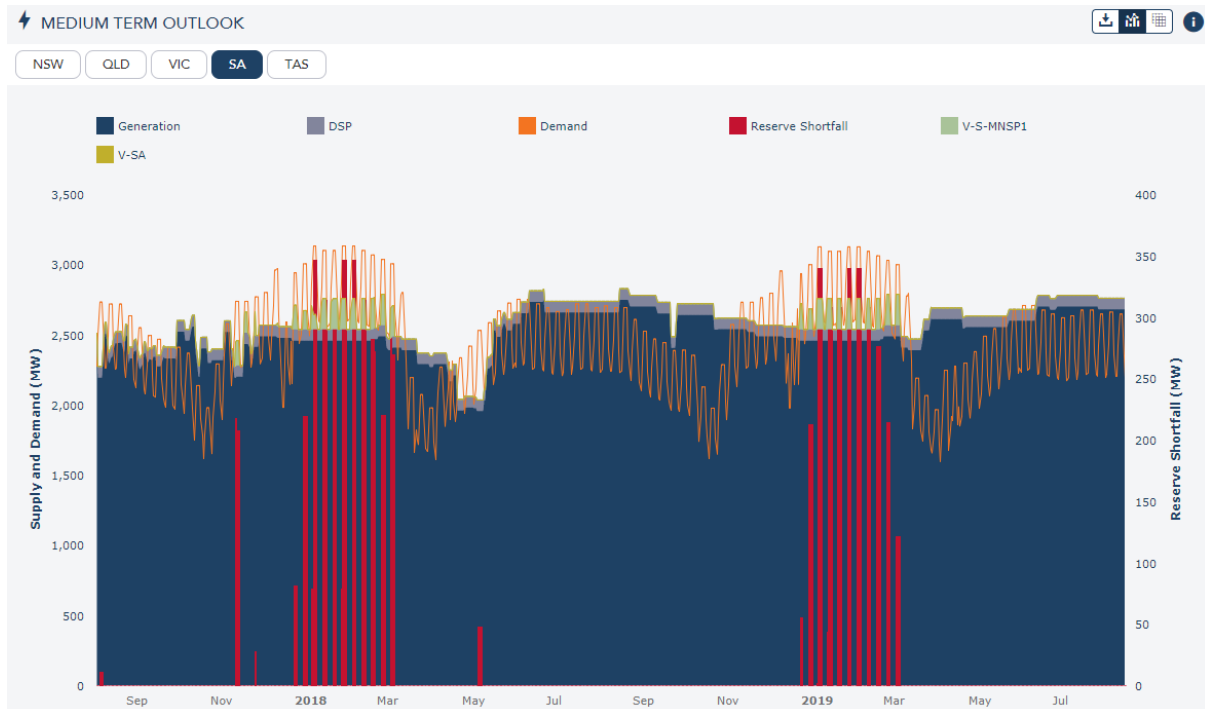 MEDIUM TERM OUTLOOK
NSW QLD VIC SA TAS
Generation DSP Demand Reserve Shortfall V-S-MNSP1
V-SA
3,500 400
3,000 350
2,500 300
2,000 250
200
1,500 150
1,000 100
500 50
0 0
Supply and Demand (MW)
Reserve Shortfall (MW)
Sep Nov 2018 Mar May Jul Sep Nov 2019 Mar May Jul